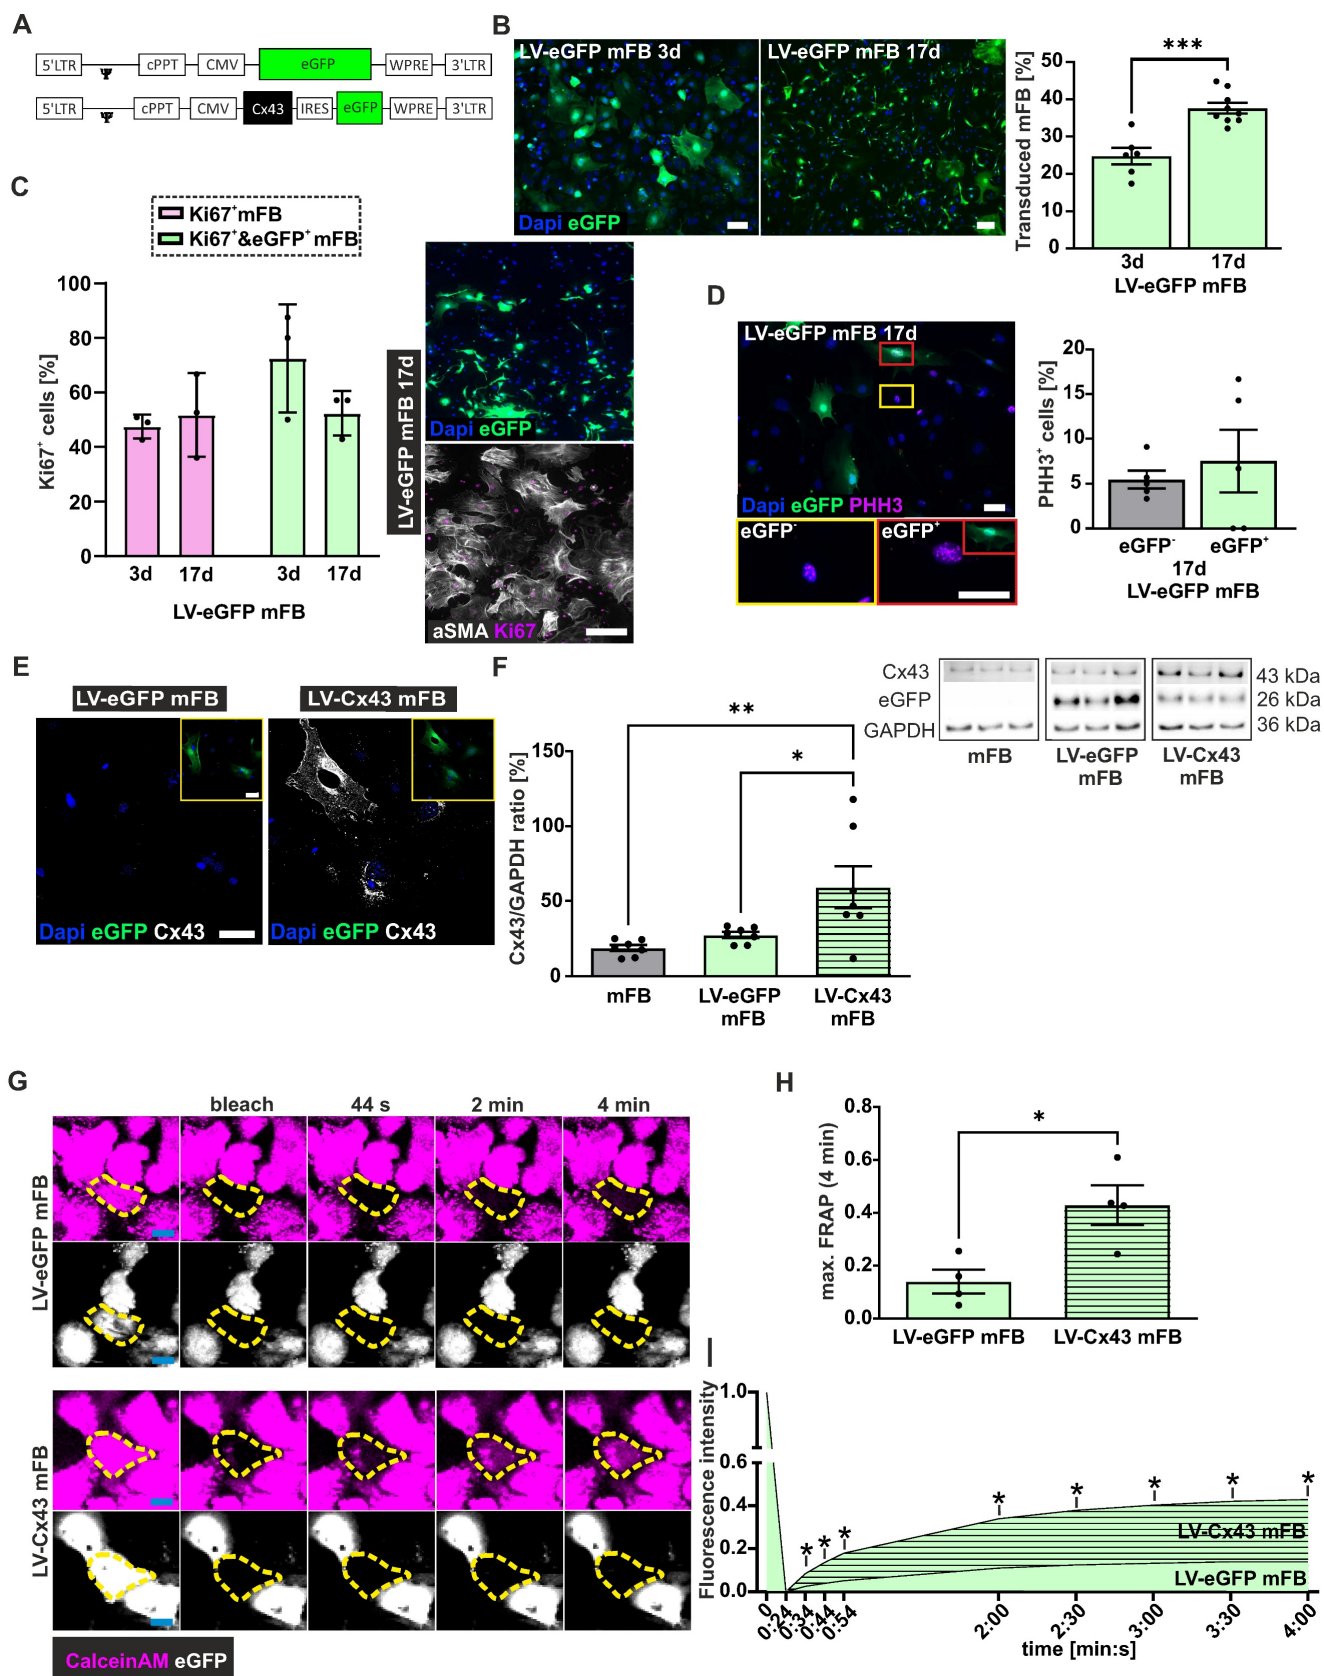 A
5'LTR
Ψ
cPPT
CMV
eGFP
WPRE
3'LTR
5'LTR
Ψ
cPPT
CMV
Cx43
IRES
eGFP
WPRE
3'LTR
B
LV-eGFP mFB 3d
LV-eGFP mFB 17d
Dapi eGFP
Transduced mFB [%]
50
40
30
20
10
0
***
3d
17d
LV-eGFP mFB
C
Ki67+mFB
Ki67+&eGFP+mFB
Ki67+ cells [%]
100
80
60
40
20
0
3d
17d
3d
17d
LV-eGFP mFB
LV-eGFP mFB 17d
Dapi eGFP
aSMA Ki67
D
LV-eGFP mFB 17d
Dapi eGFP PHH3
eGFP-
eGFP+
PHH3+ cells [%]
20
15
10
5
0
eGFP-
eGFP+
17d
LV-eGFP mFB
E
LV-eGFP mFB
LV-Cx43 mFB
Dapi eGFP Cx43
Dapi eGFP Cx43
F
Cx43/GAPDH ratio [%]
150
100
50
0
**
*
mFB
LV-eGFP
mFB
LV-Cx43
mFB
Cx43
eGFP
GAPDH
43 kDa
26 kDa
36 kDa
mFB
LV-eGFP
mFB
LV-Cx43
mFB
G
bleach
44 s
2 min
4 min
LV-eGFP mFB
LV-Cx43 mFB
CalceinAM eGFP
H
max. FRAP (4 min)
0.8
0.6
0.4
0.2
0.0
*
LV-eGFP mFB
LV-Cx43 mFB
I
Fluorescence intensity
1.0
0.6
0.4
0.2
0.0
* * * * * * * *
LV-Cx43 mFB
LV-eGFP mFB
0
0:24
0:34
0:44
0:54
2:00
2:30
3:00
3:30
4:00
time [min:s]